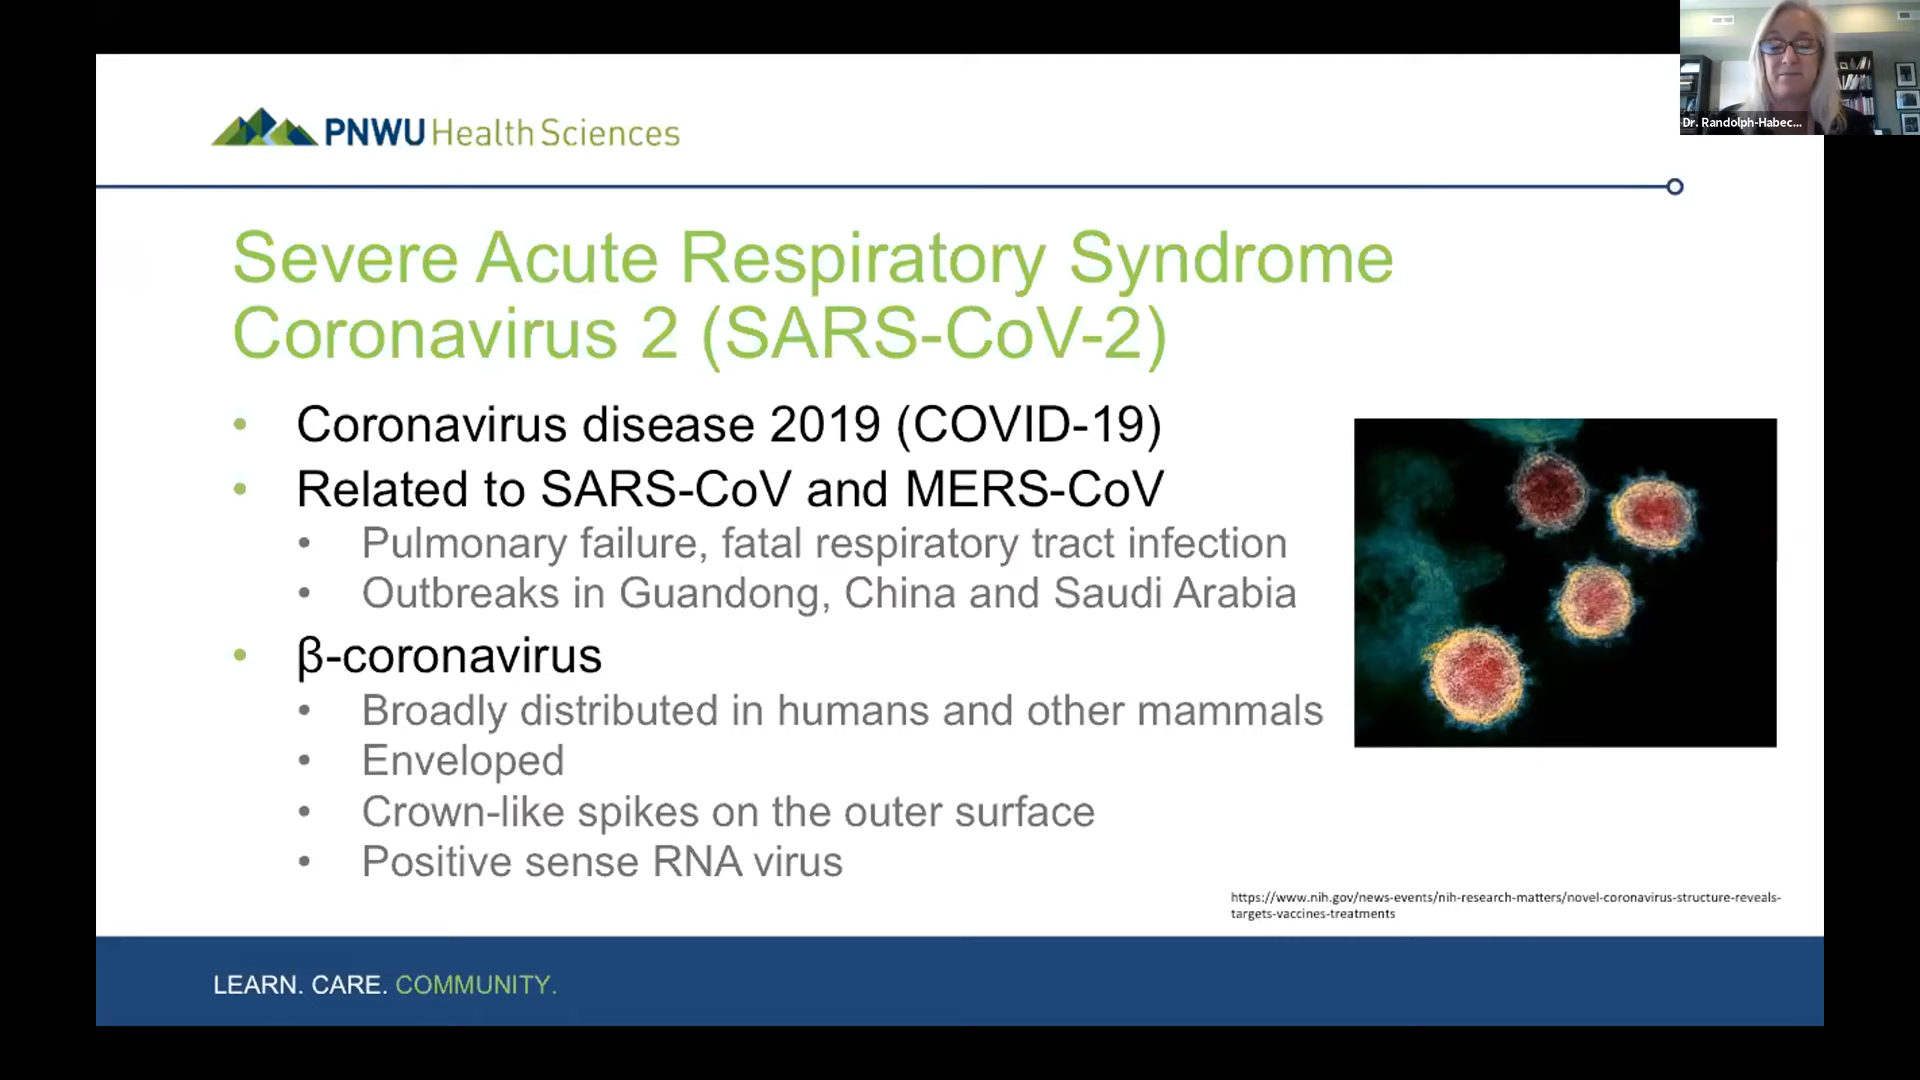 Dr. Randolph-Habec...
PNWU Health Sciences
Severe Acute Respiratory Syndrome
Coronavirus 2 (SARS-CoV-2)
• Coronavirus disease 2019 (COVID-19)
• Related to SARS-CoV and MERS-CoV
• Pulmonary failure, fatal respiratory tract infection
• Outbreaks in Guandong, China and Saudi Arabia
• β-coronavirus
• Broadly distributed in humans and other mammals
• Enveloped
• Crown-like spikes on the outer surface
• Positive sense RNA virus
https://www.nih.gov/news-events/nih-research-matters/novel-coronavirus-structure-reveals-
targets-vaccines-treatments
LEARN. CARE. COMMUNITY.